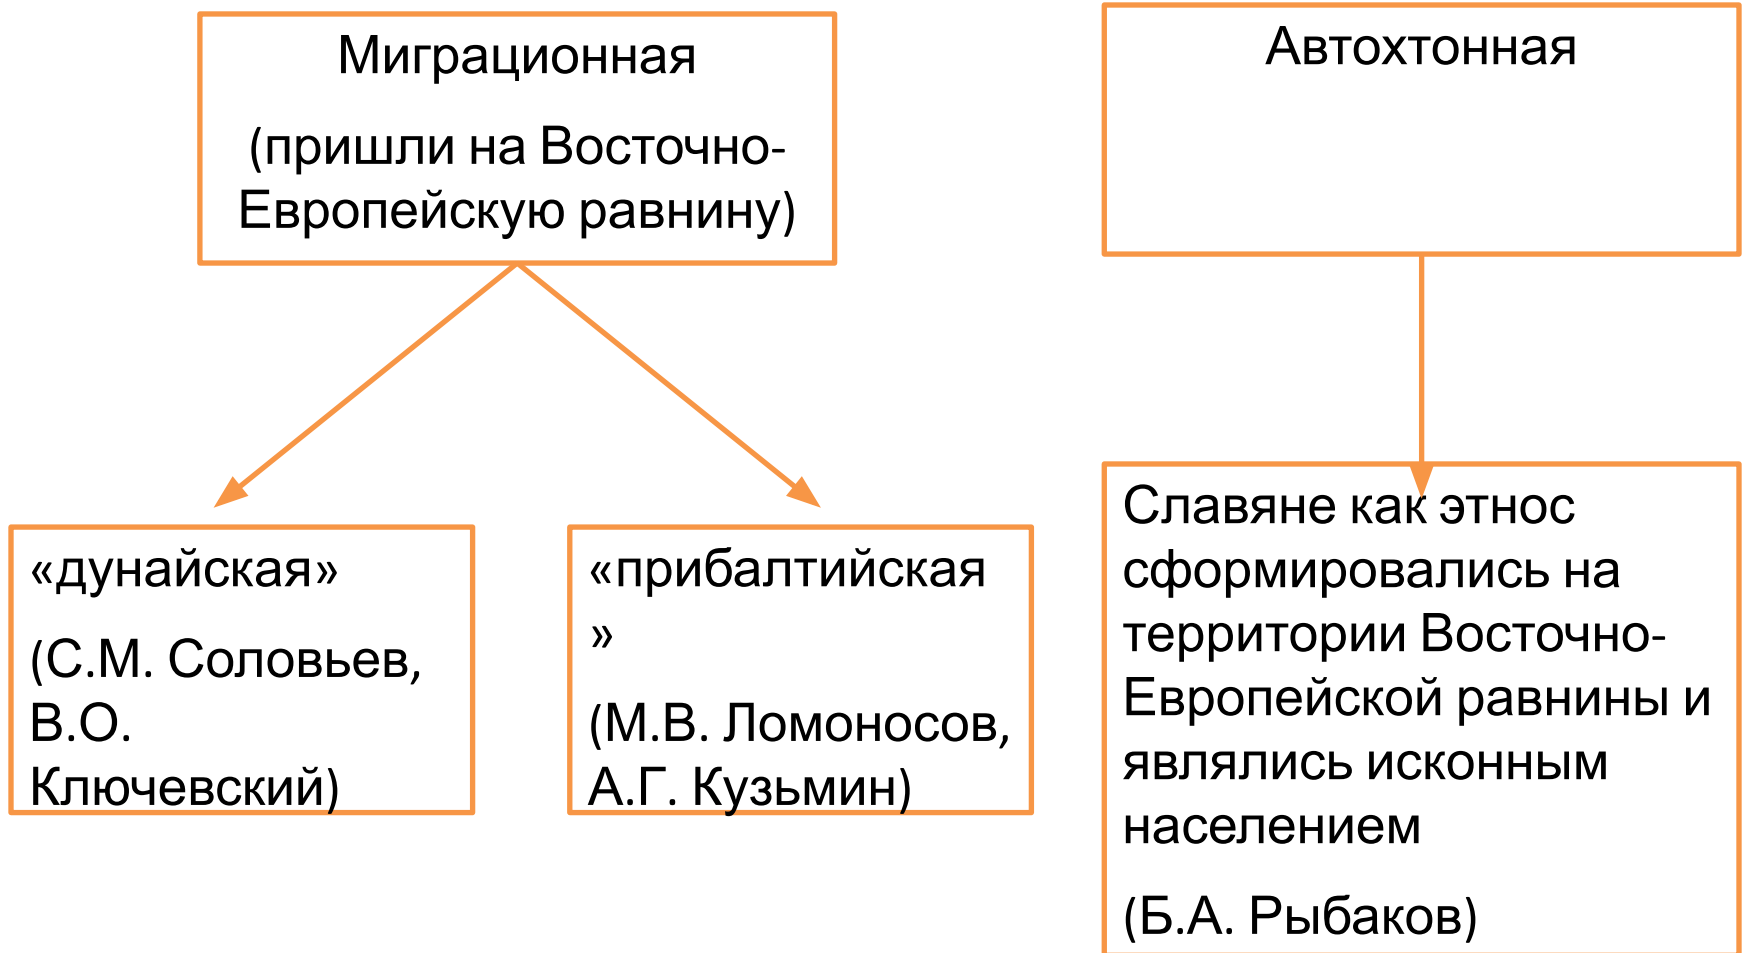 Миграционная
(пришли на Восточно-
Европейскую равнину)
Автохтонная
«дунайская»
(С.М. Соловьев,
В.О.
Ключевский)
«прибалтийская
»
(М.В. Ломоносов,
А.Г. Кузьмин)
Славяне как этнос
сформировались на
территории Восточно-
Европейской равнины и
являлись исконным
населением
(Б.А. Рыбаков)